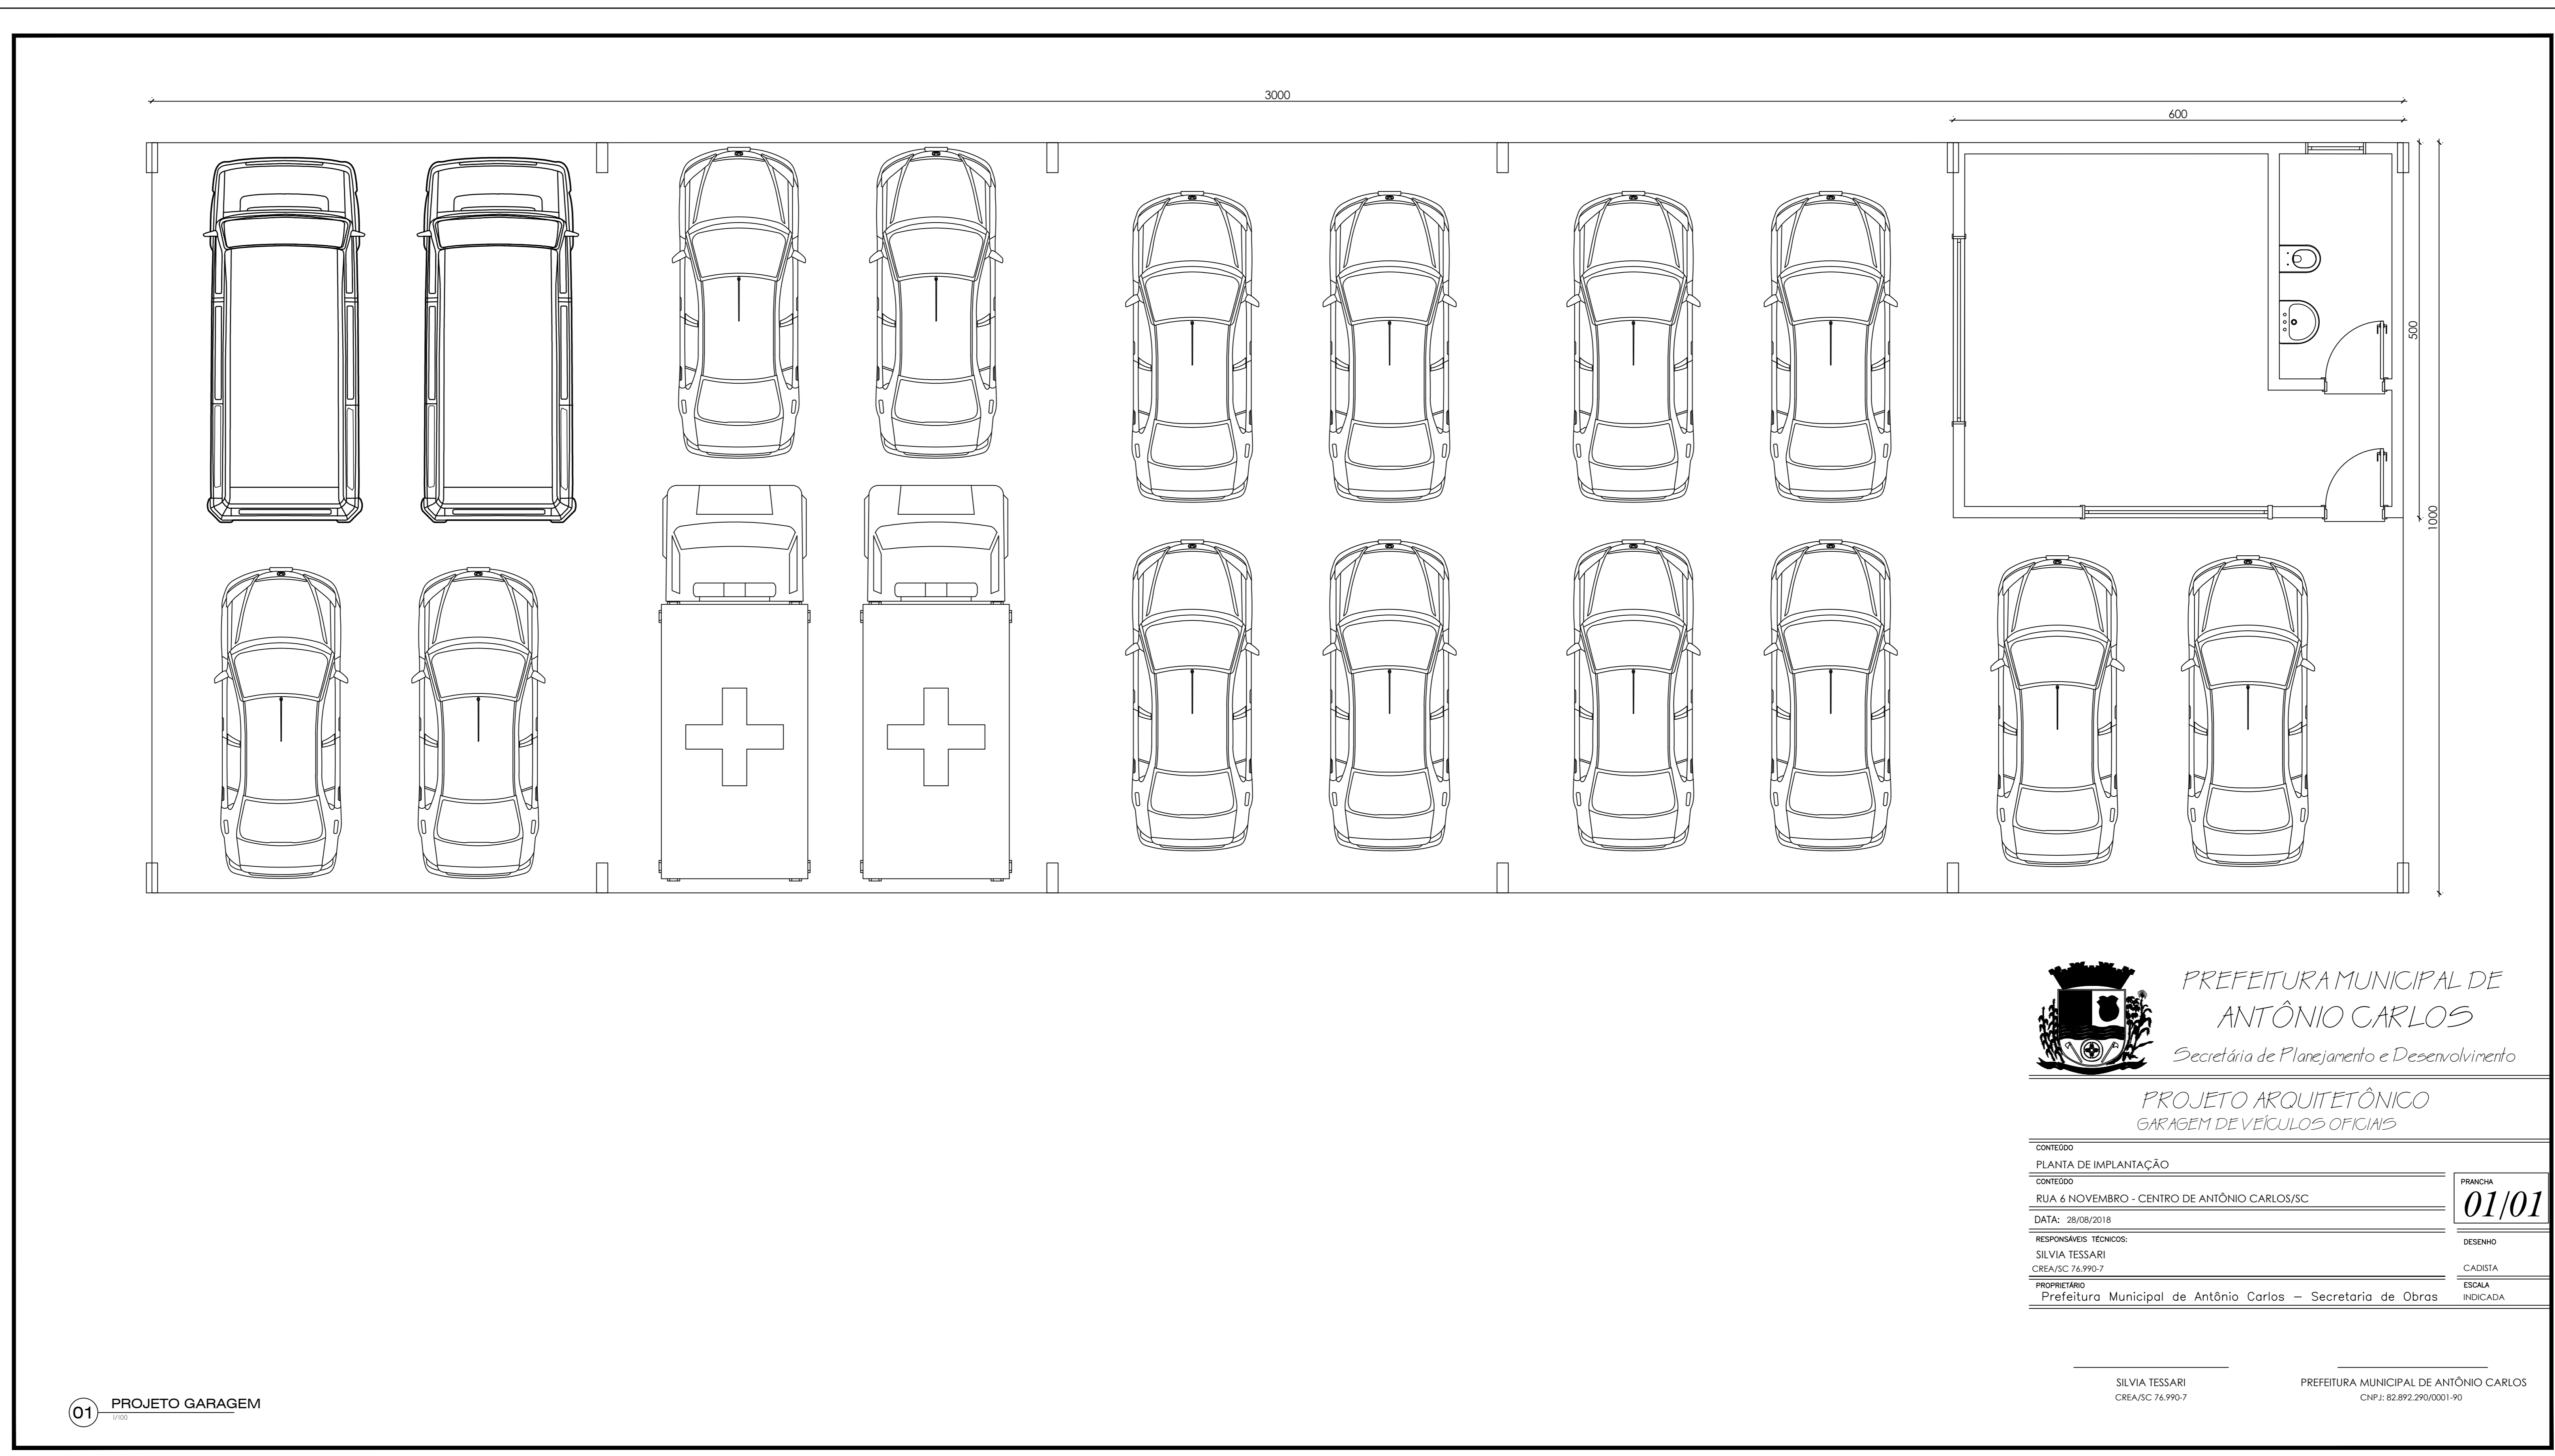 3000
600
500
1000
PREFEITURA MUNICIPAL DE
ANTÔNIO CARLOS
Secretária de Planejamento e Desenvolvimento
PROJETO ARQUITETÔNICO
GARAGEM DE VEÍCULOS OFICIAIS
CONTEÚDO
PLANTA DE IMPLANTAÇÃO
CONTEÚDO
RUA 6 NOVEMBRO - CENTRO DE ANTÔNIO CARLOS/SC
PRANCHA
01/01
DATA: 28/08/2018
RESPONSÁVEIS TÉCNICOS:
SILVIA TESSARI
CREA/SC 76.990-7
DESENHO
CADISTA
PROPRIETÁRIO
Prefeitura Municipal de Antônio Carlos – Secretaria de Obras
ESCALA
INDICADA
SILVIA TESSARI
CREA/SC 76.990-7
PREFEITURA MUNICIPAL DE ANTÔNIO CARLOS
CNPJ: 82.892.290/0001-90
01 PROJETO GARAGEM
1/100